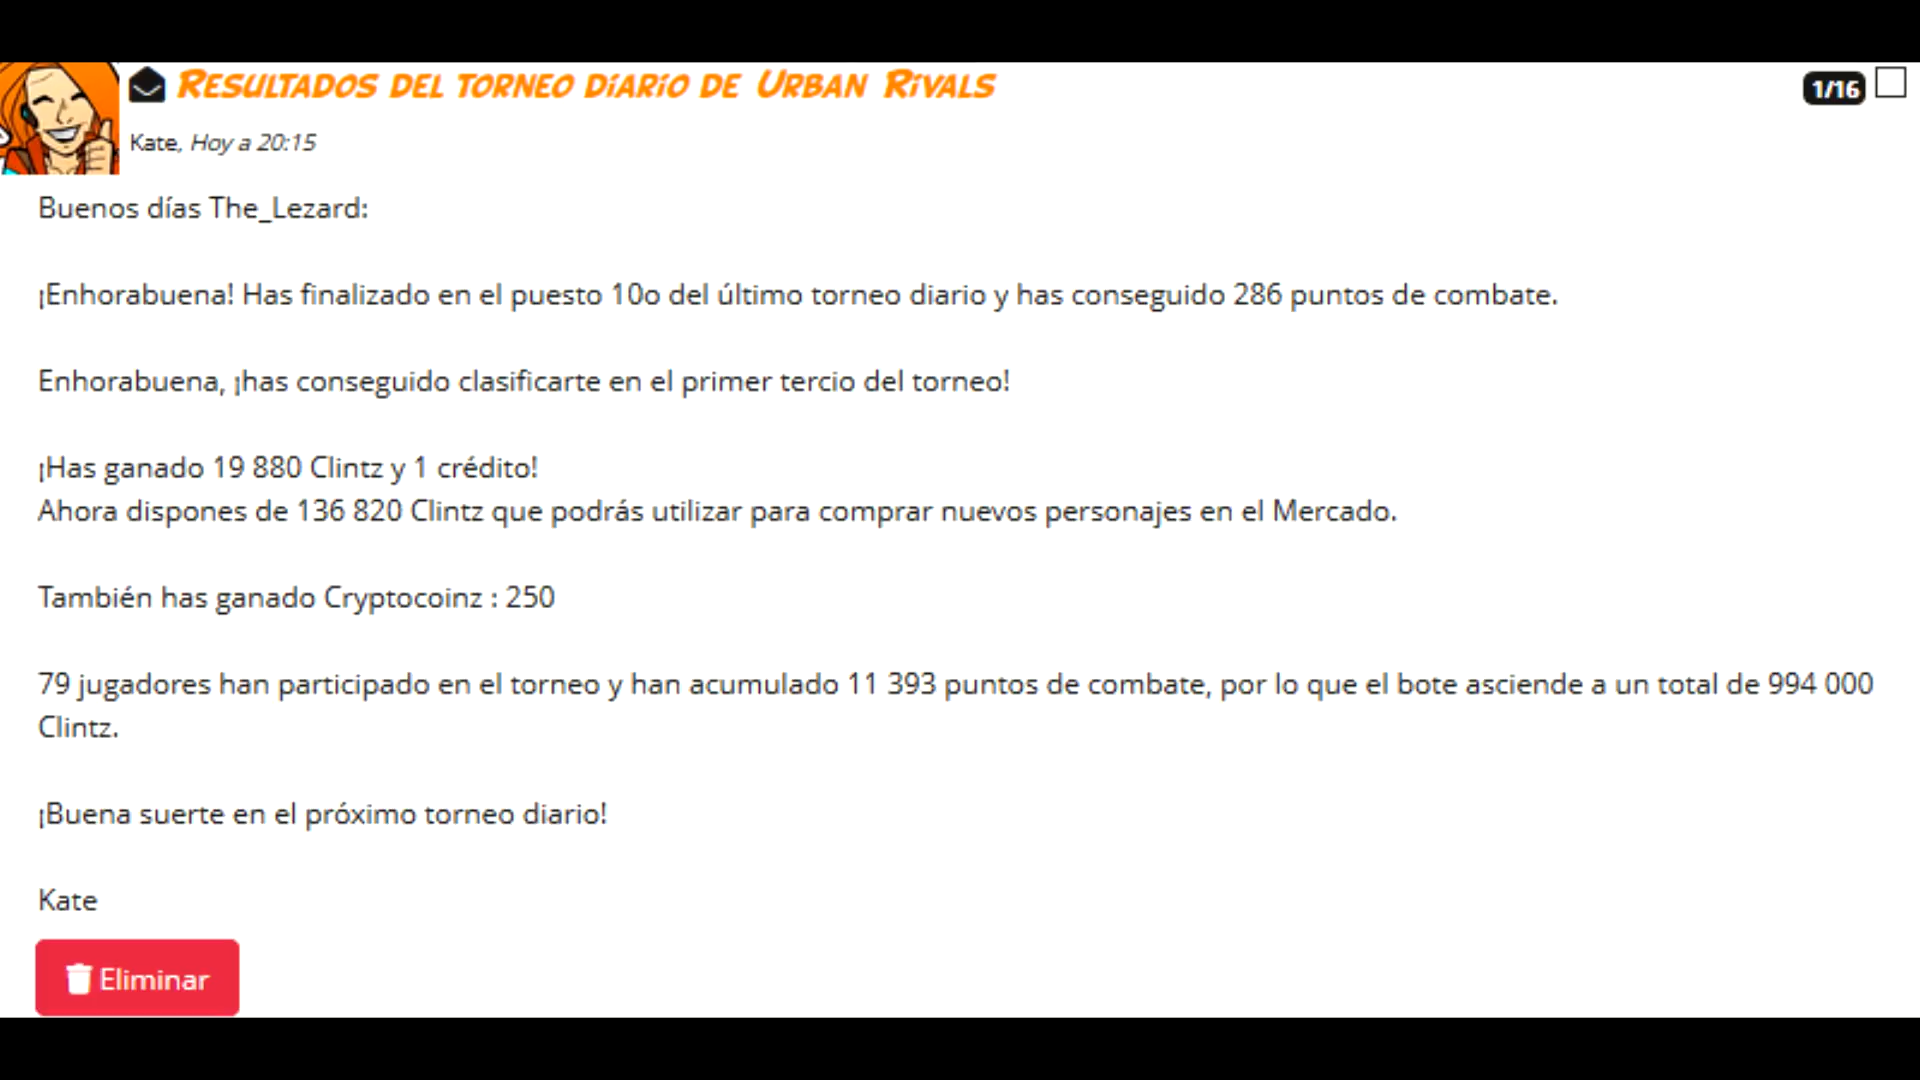 Resultados del torneo diario de Urban Rivals
1/16
Kate, Hoy a 20:15
Buenos días The_Lezard:
¡Enhorabuena! Has finalizado en el puesto 10o del último torneo diario y has conseguido 286 puntos de combate.
Enhorabuena, ¡has conseguido clasificarte en el primer tercio del torneo!
¡Has ganado 19 880 Clintz y 1 crédito!
Ahora dispones de 136 820 Clintz que podrás utilizar para comprar nuevos personajes en el Mercado.
También has ganado Cryptocoinz : 250
79 jugadores han participado en el torneo y han acumulado 11 393 puntos de combate, por lo que el bote asciende a un total de 994 000
Clintz.
¡Buena suerte en el próximo torneo diario!
Kate
Eliminar